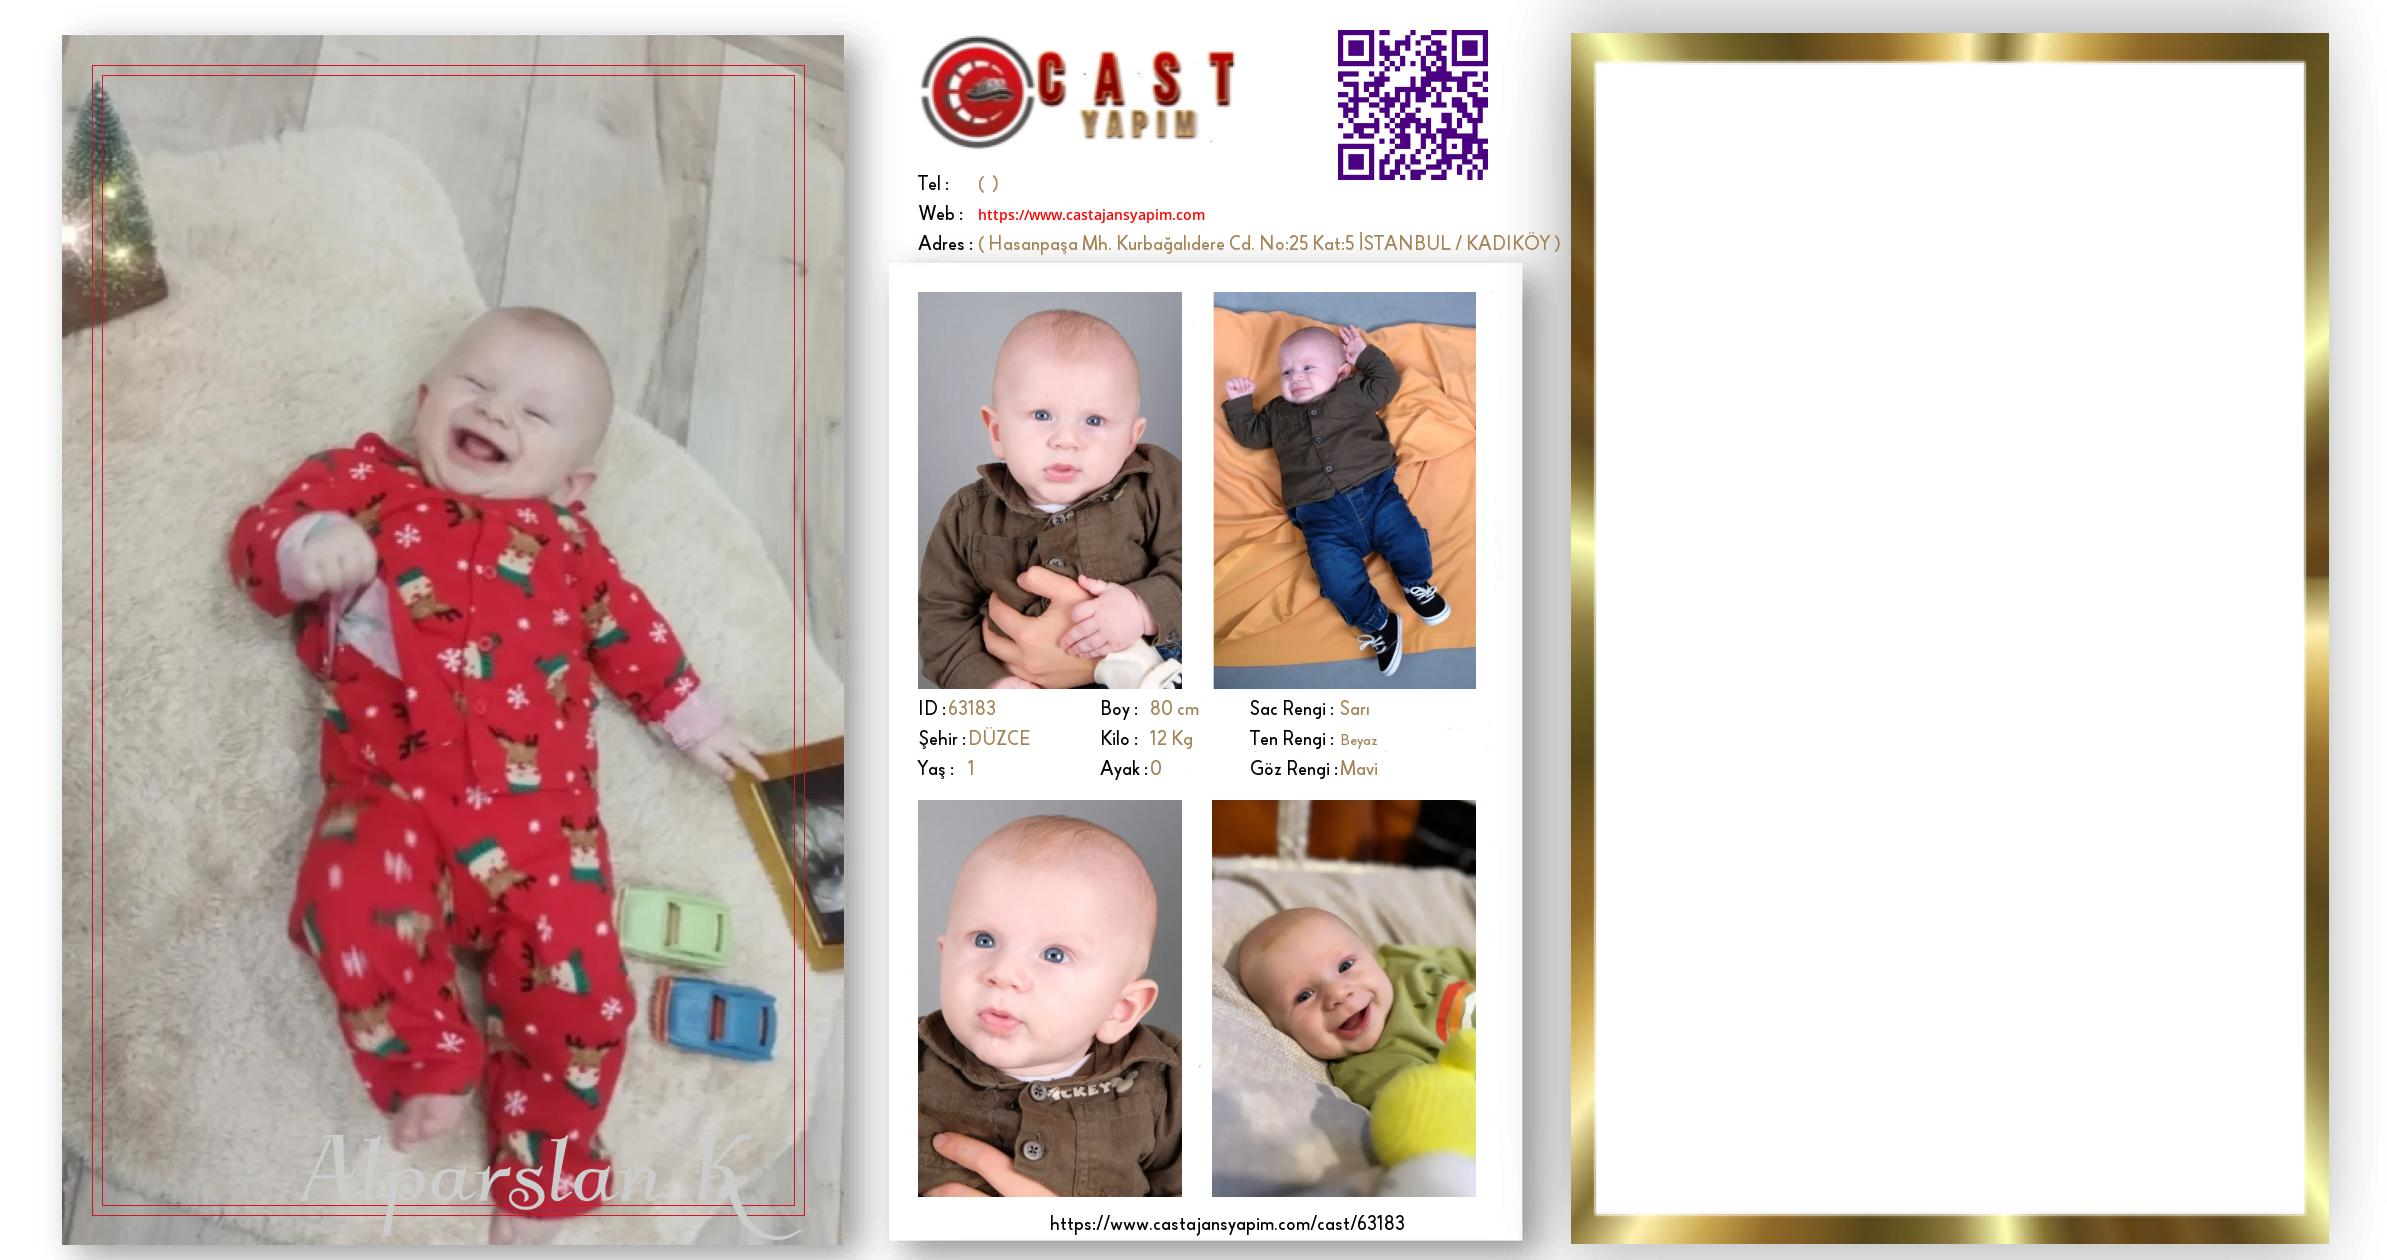 Alparslan K
CAST
YAPIM
Tel : ( )
Web : https://www.castajansyapim.com
Adres : ( Hasanpaşa Mh. Kurbağalıdere Cd. No:25 Kat:5 İSTANBUL / KADIKÖY )
ID : 63183 Boy : 80 cm Sac Rengi : Sarı
Şehir : DÜZCE Kilo : 12 Kg Ten Rengi : Beyaz
Yaş : 1 Ayak : 0 Göz Rengi : Mavi
https://www.castajansyapim.com/cast/63183